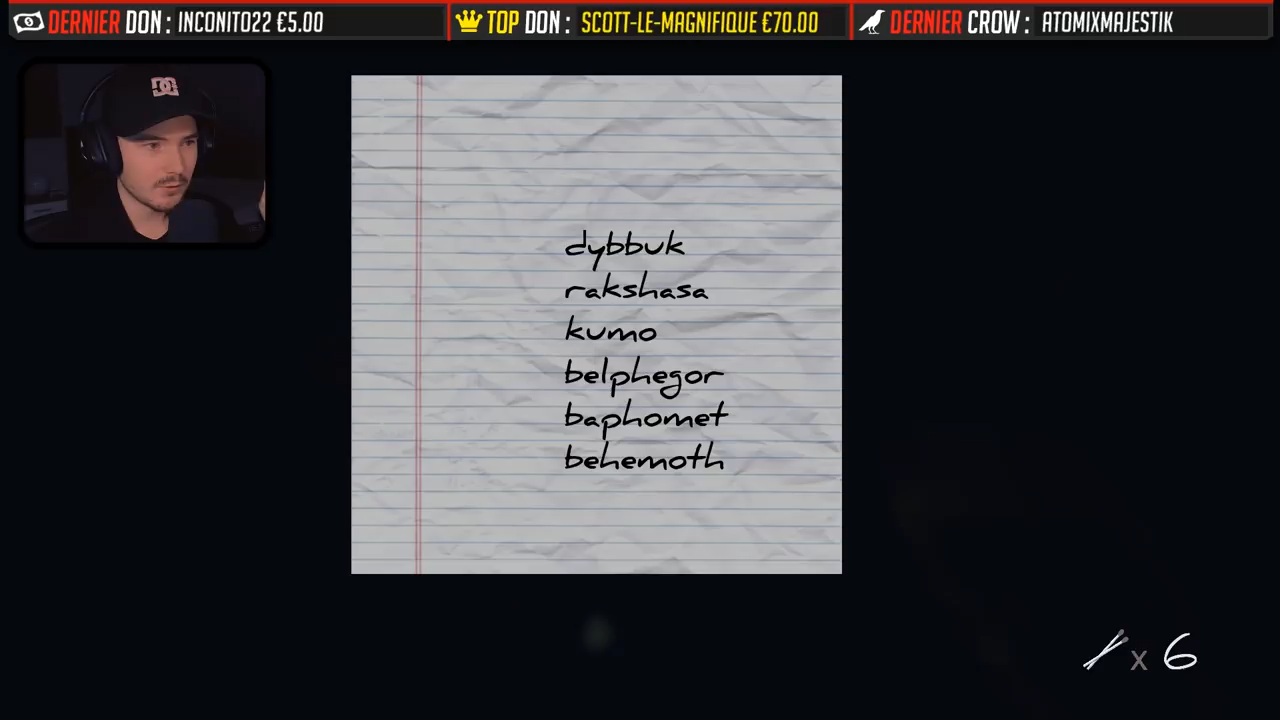 DERNIER DON : INCONITO22 €5.00
TOP DON : SCOTT-LE-MAGNIFIQUE €70.00
DERNIER CROW : ATOMIXMAJESTIK
dybbuk
rakshasa
kumo
belphegor
baphomet
behemoth
x 6